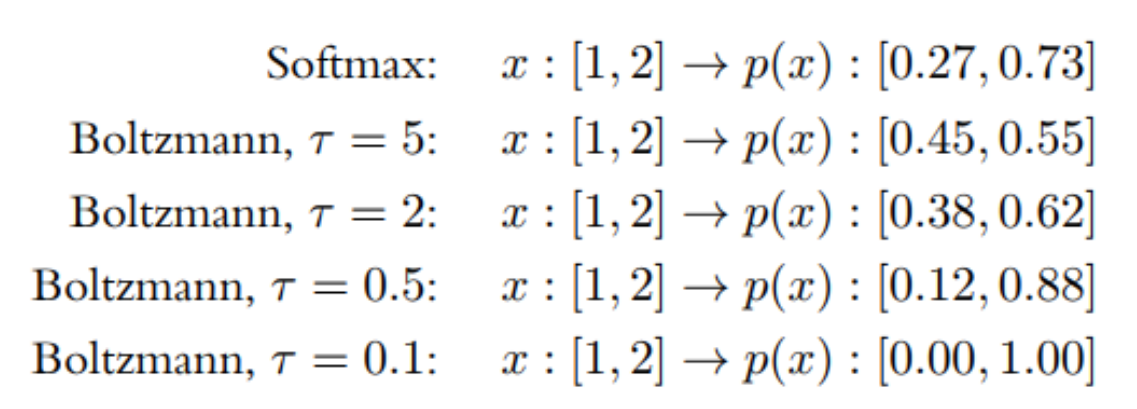 Softmax: x : [1, 2] → p(x) : [0.27, 0.73]
Boltzmann, τ = 5: x : [1, 2] → p(x) : [0.45, 0.55]
Boltzmann, τ = 2: x : [1, 2] → p(x) : [0.38, 0.62]
Boltzmann, τ = 0.5: x : [1, 2] → p(x) : [0.12, 0.88]
Boltzmann, τ = 0.1: x : [1, 2] → p(x) : [0.00, 1.00]